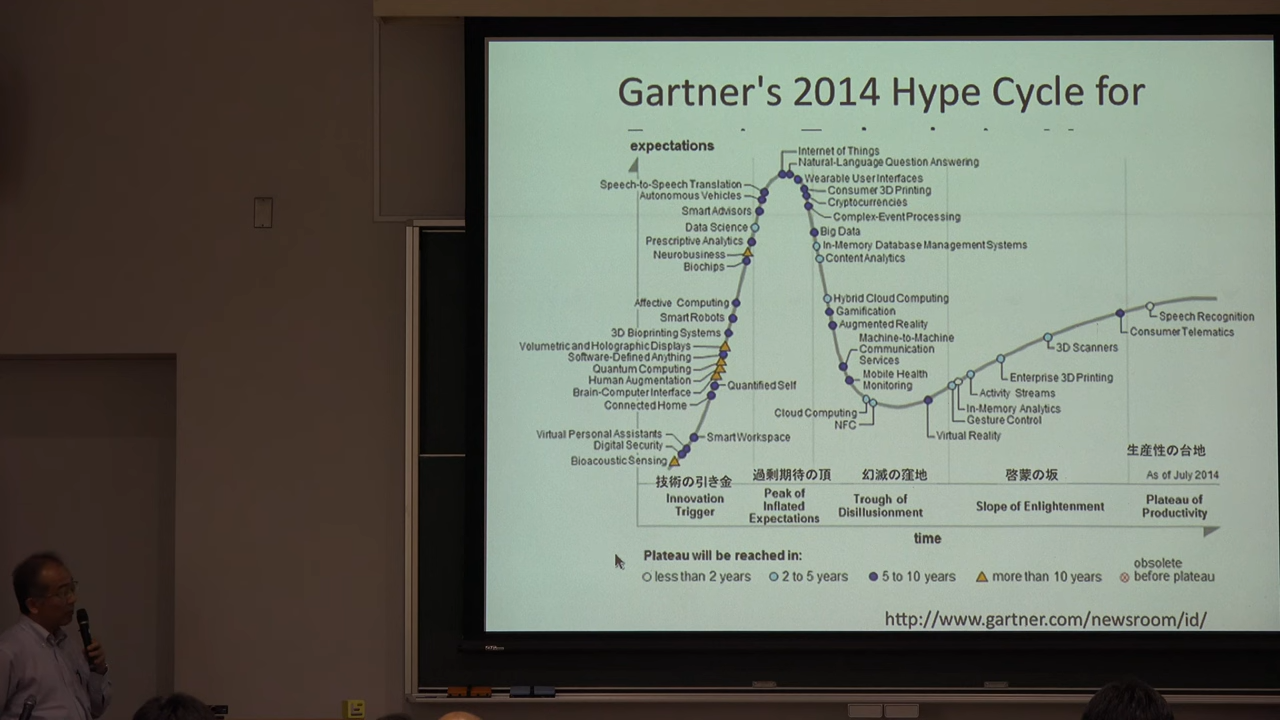 Gartner's 2014 Hype Cycle for
expectations
Internet of Things
Natural-Language Question Answering
Wearable User Interfaces
Consumer 3D Printing
Cryptocurrencies
Complex-Event Processing
Big Data
In-Memory Database Management Systems
Content Analytics
Hybrid Cloud Computing
Gamification
Augmented Reality
Machine-to-Machine
Communication
Services
Mobile Health
Monitoring
Speech-to-Speech Translation
Autonomous Vehicles
Smart Advisors
Data Science
Prescriptive Analytics
Neurobusiness
Biochips
Affective Computing
Smart Robots
3D Bioprinting Systems
Volumetric and Holographic Displays
Software-Defined Anything
Quantum Computing
Human Augmentation
Brain-Computer Interface
Connected Home
Quantified Self
Virtual Personal Assistants
Smart Workspace
Digital Security
Bioacoustic Sensing
Cloud Computing
NFC
Virtual Reality
Gesture Control
In-Memory Analytics
Activity Streams
Enterprise 3D Printing
3D Scanners
Consumer Telematics
Speech Recognition
技術の引き金
過剰期待の頂
幻滅の窪地
啓蒙の坂
生産性の台地
As of July 2014
Innovation
Trigger
Peak of
Inflated
Expectations
Trough of
Disillusionment
Slope of Enlightenment
Plateau of
Productivity
time
Plateau will be reached in:
less than 2 years
2 to 5 years
5 to 10 years
more than 10 years
obsolete
before plateau
http://www.gartner.com/newsroom/id/